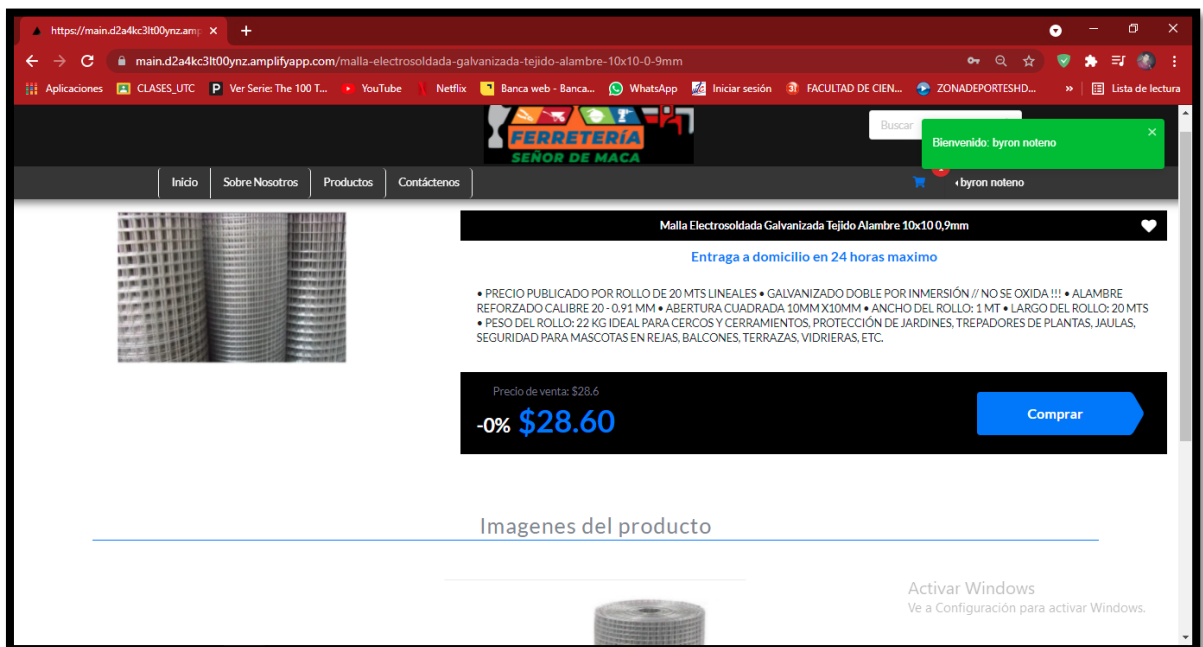 https://main.d2a4kc3lt00ynz.amp
main.d2a4kc3lt00ynz.amplifyapp.com/malla-electrosoldada-galvanizada-tejido-alambre-10x10-0-9mm
Aplicaciones CLASES_UTC Ver Serie: The 100 T... YouTube Netflix Banca web - Banca... WhatsApp Iniciar sesión FACULTAD DE CIEN... ZONADEPORTESHD... » Lista de lectura
FERRETERÍA
SEÑOR DE MACA
Buscar
Bienvenido: byron noteno
Inicio Sobre Nosotros Productos Contáctenos byron noteno
Malla Electrosoldada Galvanizada Tejido Alambre 10x10 0,9mm
Entraga a domicilio en 24 horas maximo
• PRECIO PUBLICADO POR ROLLO DE 20 MTS LINEALES • GALVANIZADO DOBLE POR INMERSIÓN // NO SE OXIDA !!! • ALAMBRE
REFORZADO CALIBRE 20 - 0.91 MM • ABERTURA CUADRADA 10MM X10MM • ANCHO DEL ROLLO: 1 MT • LARGO DEL ROLLO: 20 MTS
• PESO DEL ROLLO: 22 KG IDEAL PARA CERCOS Y CERRAMIENTOS, PROTECCIÓN DE JARDINES, TREPADORES DE PLANTAS, JAULAS,
SEGURIDAD PARA MASCOTAS EN REJAS, BALCONES, TERRAZAS, VIDRIERAS, ETC.
Precio de venta: $28.6
-0% $28.60
Comprar
Imagenes del producto
Activar Windows
Ve a Configuración para activar Windows.